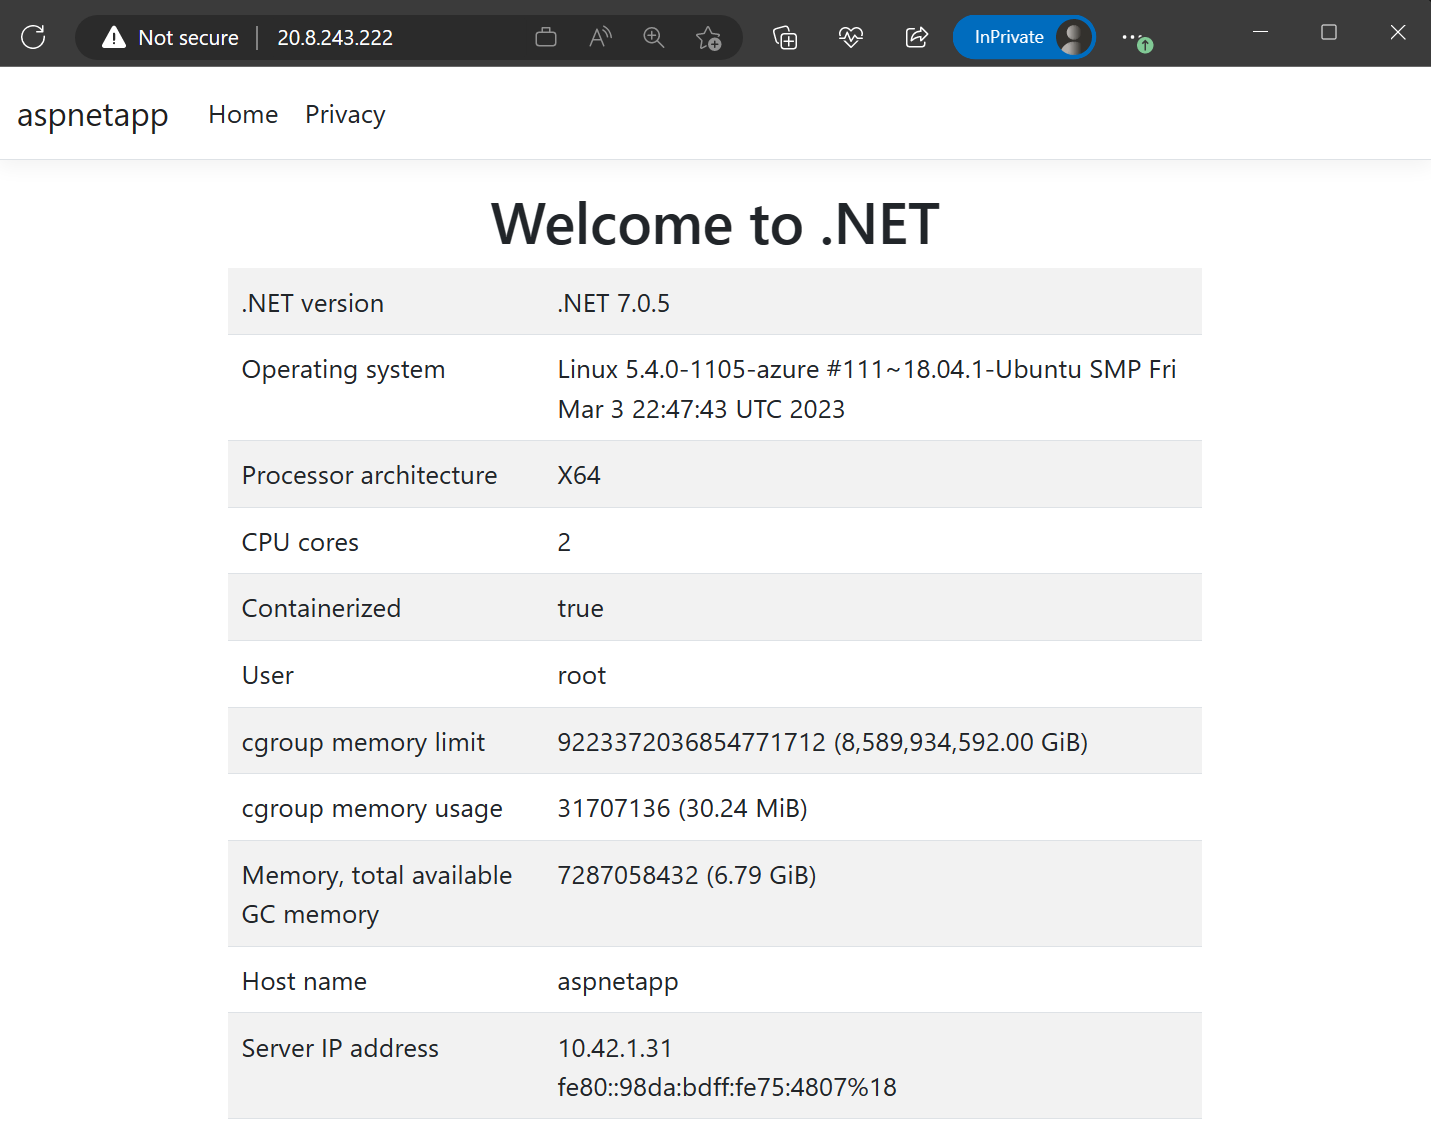 Not secure 20.8.243.222 InPrivate
aspnetapp Home Privacy
Welcome to .NET
.NET version .NET 7.0.5
Operating system Linux 5.4.0-1105-azure #111~18.04.1-Ubuntu SMP Fri
Mar 3 22:47:43 UTC 2023
Processor architecture X64
CPU cores 2
Containerized true
User root
cgroup memory limit 9223372036854771712 (8,589,934,592.00 GiB)
cgroup memory usage 31707136 (30.24 MiB)
Memory, total available 7287058432 (6.79 GiB)
GC memory
Host name aspnetapp
Server IP address 10.42.1.31
fe80::98da:bdff:fe75:4807%18